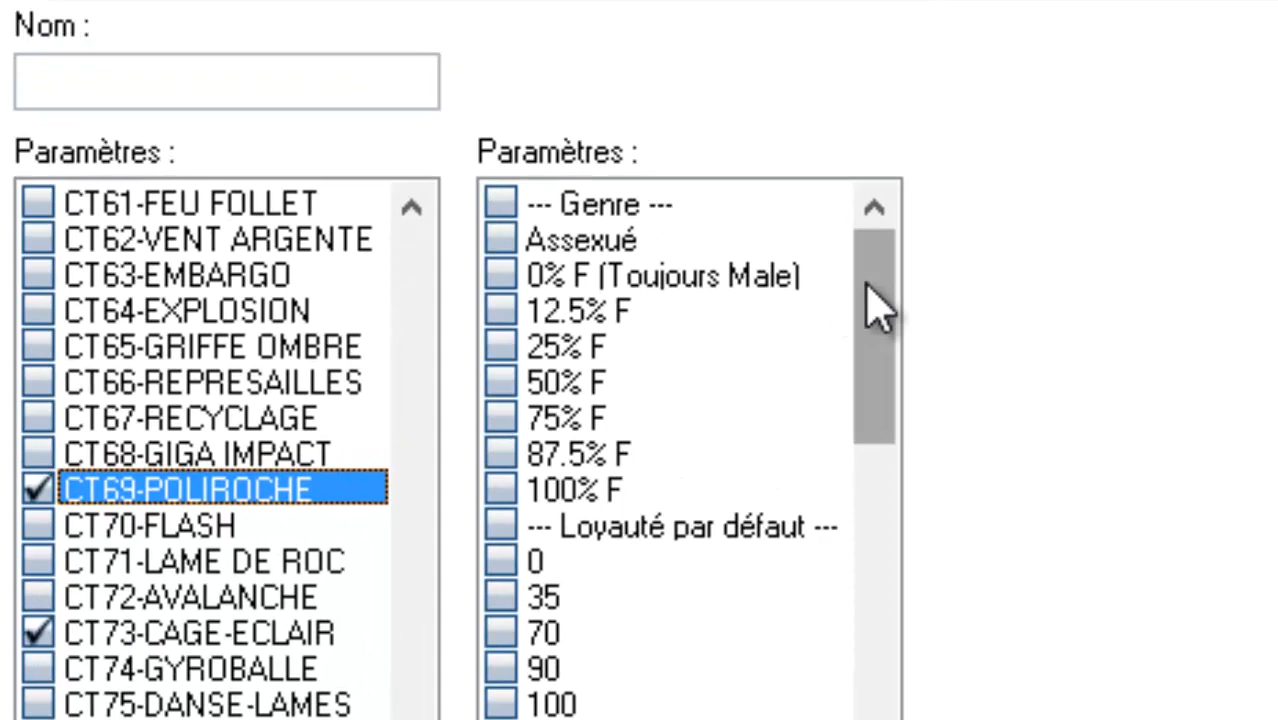 Nom :
Paramètres :
CT61-FEU FOLLET
CT62-VENT ARGENTE
CT63-EMBARGO
CT64-EXPLOSION
CT65-GRIFFE OMBRE
CT66-REPRESAILLES
CT67-RECYCLAGE
CT68-GIGA IMPACT
CT69-POLIROCHE
CT70-FLASH
CT71-LAME DE ROC
CT72-AVALANCHE
CT73-CAGE-ECLAIR
CT74-GYROBALLE
CT75-DANSE-LAMES
Paramètres :
--- Genre ---
Assexué
0% F (Toujours Male)
12.5% F
25% F
50% F
75% F
87.5% F
100% F
--- Loyauté par défaut ---
0
35
70
90
100